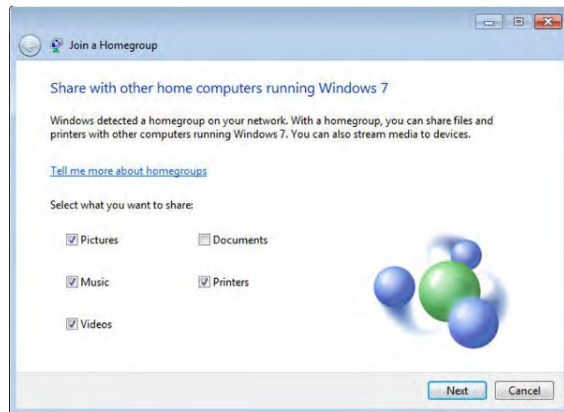 Join a Homegroup
Share with other home computers running Windows 7
Windows detected a homegroup on your network. With a homegroup, you can share files and
printers with other computers running Windows 7. You can also stream media to devices.
Tell me more about homegroups
Select what you want to share:
Pictures Documents
Music Printers
Videos
Next Cancel